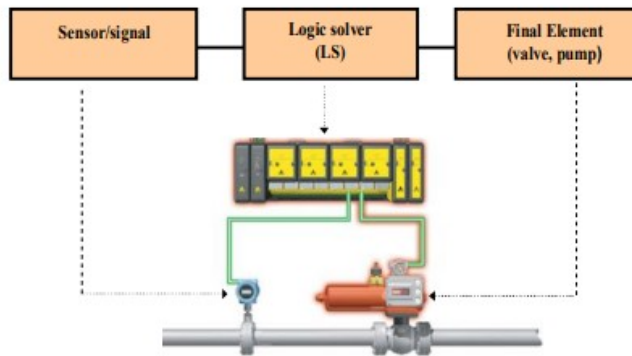 Sensor/signal
Logic solver
(LS)
Final Element
(valve, pump)